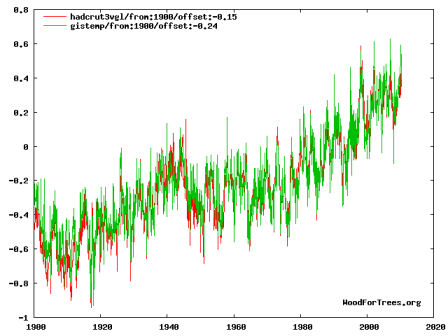 hadcrut3vgl/from:1900/offset:-0.15
gistemp/from:1900/offset:-0.24
0.8
0.6
0.4
0.2
0
-0.2
-0.4
-0.6
-0.8
-1
1900 1920 1940 1960 1980 2000 2020
WoodForTrees.org